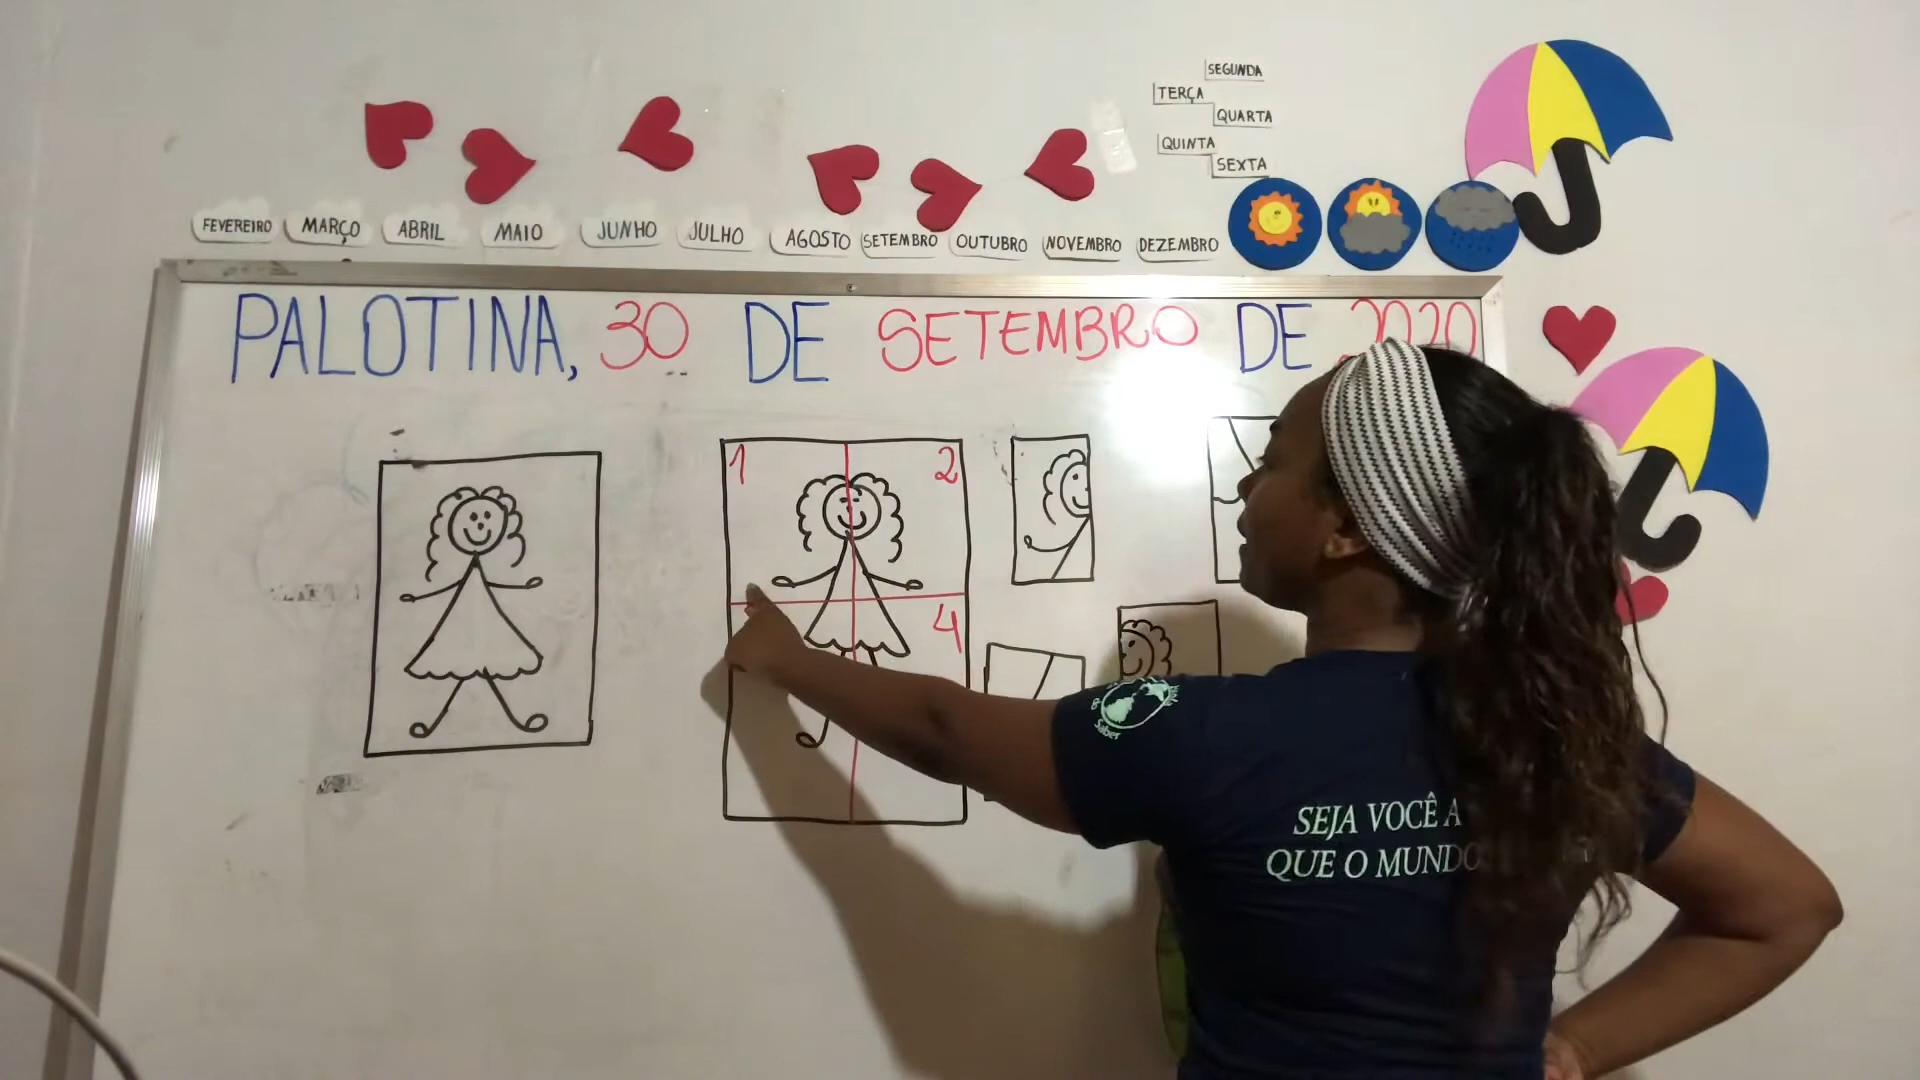 SEGUNDA
TERÇA
QUARTA
QUINTA
SEXTA
FEVEREIRO MARÇO ABRIL MAIO JUNHO JULHO AGOSTO SETEMBRO OUTUBRO NOVEMBRO DEZEMBRO
PALOTINA, 30 DE SETEMBRO DE 2020
1 2
4
Saber
SEJA VOCÊ A
QUE O MUNDO